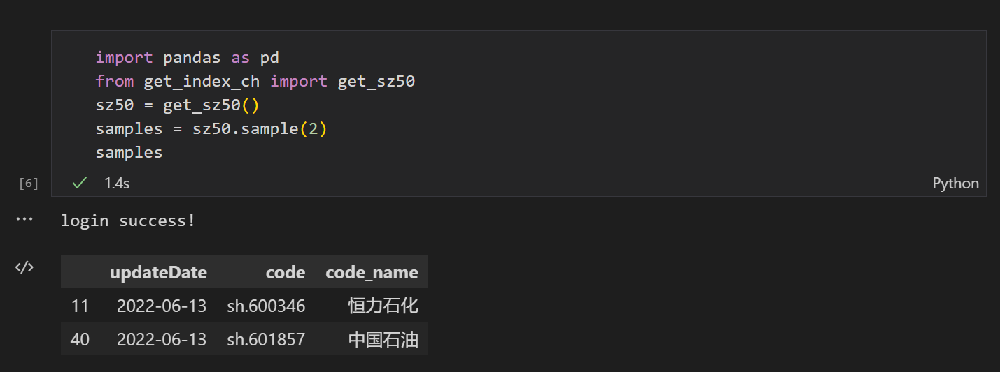 import pandas as pd
from get_index_ch import get_sz50
sz50 = get_sz50()
samples = sz50.sample(2)
samples
[6] 1.4s Python
login success!
updateDate code code_name
11 2022-06-13 sh.600346 恒力石化
40 2022-06-13 sh.601857 中国石油